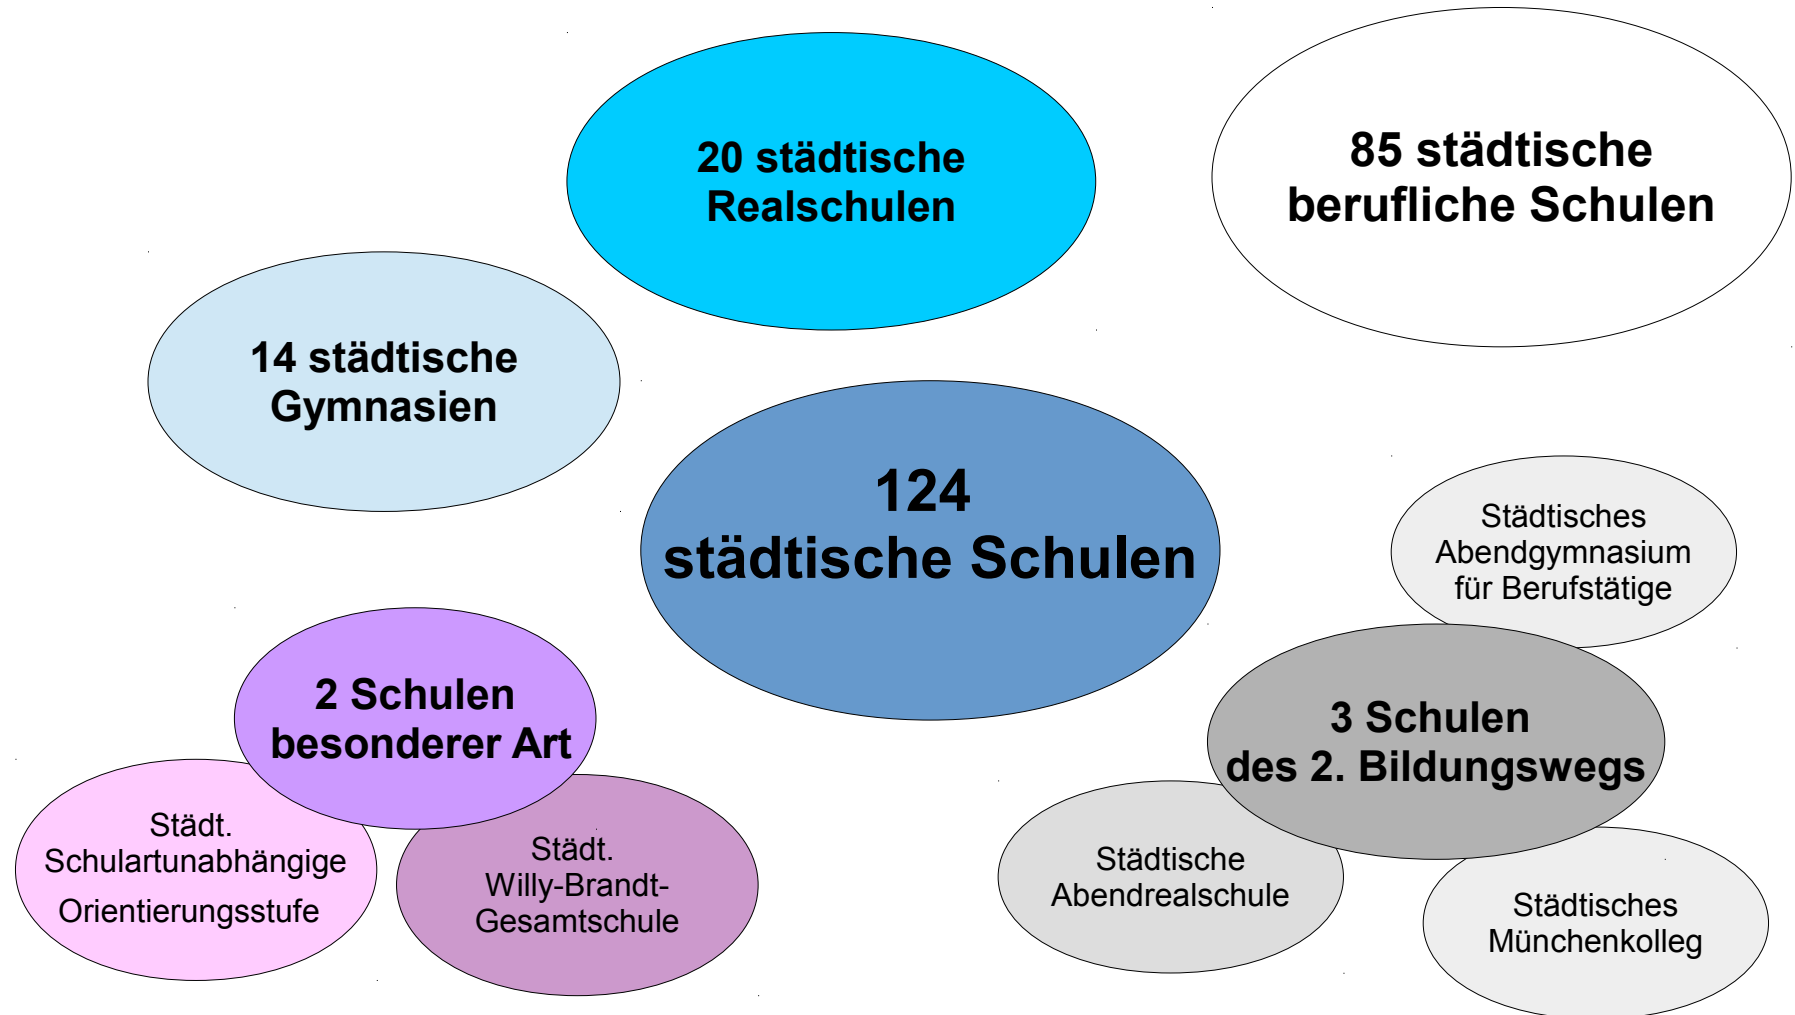 20 städtische
Realschulen
85 städtische
berufliche Schulen
14 städtische
Gymnasien
124
städtische Schulen
Städtisches
Abendgymnasium
für Berufstätige
2 Schulen
besonderer Art
3 Schulen
des 2. Bildungswegs
Städt.
Schulartunabhängige
Orientierungsstufe
Städt.
Willy-Brandt-
Gesamtschule
Städtische
Abendrealschule
Städtisches
Münchenkolleg